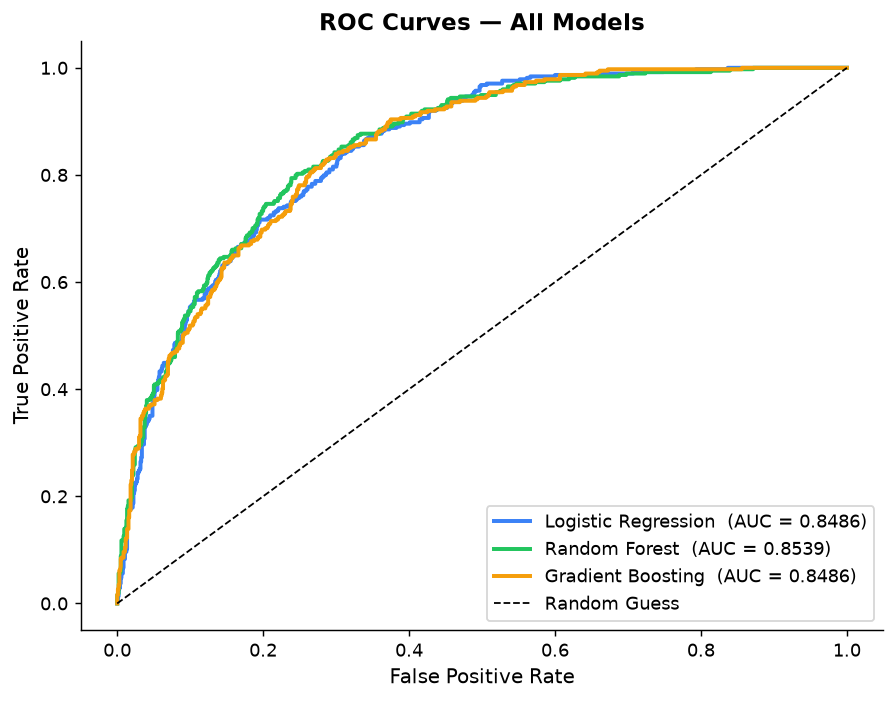 ROC Curves — All Models
True Positive Rate
1.0
0.8
0.6
0.4
0.2
0.0
Logistic Regression (AUC = 0.8486)
Random Forest (AUC = 0.8539)
Gradient Boosting (AUC = 0.8486)
Random Guess
0.0 0.2 0.4 0.6 0.8 1.0
False Positive Rate